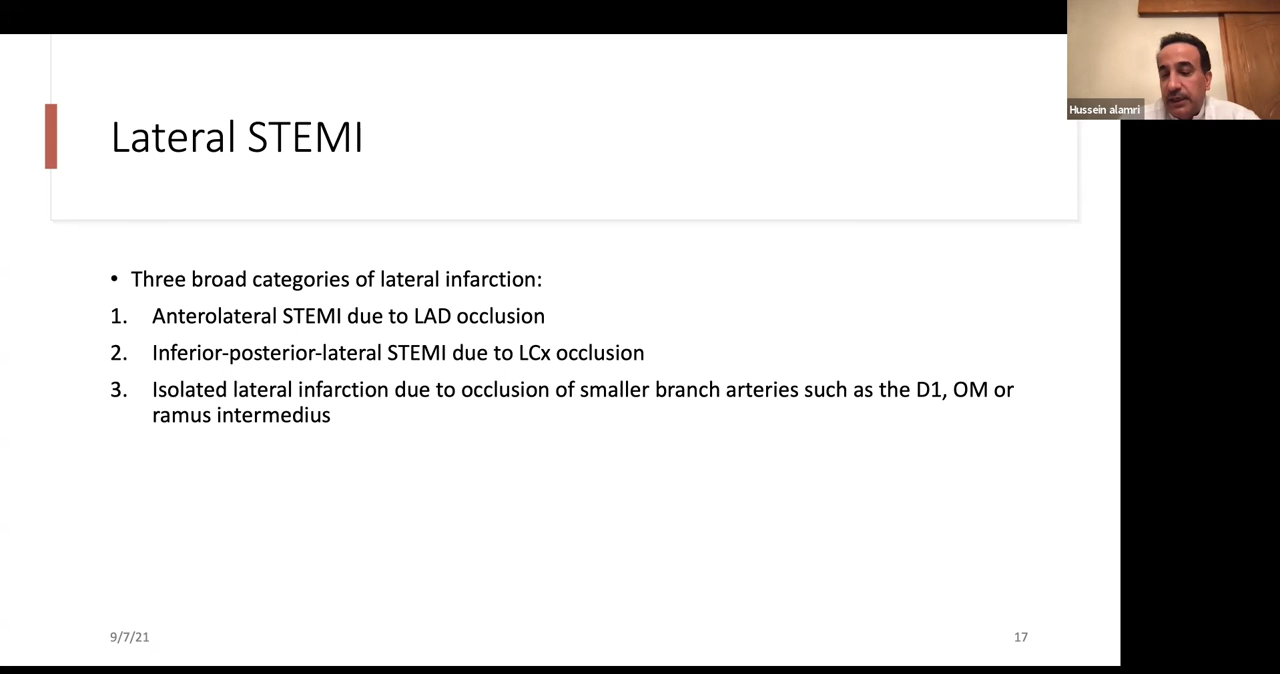 Hussein alamri
Lateral STEMI
• Three broad categories of lateral infarction:
1. Anterolateral STEMI due to LAD occlusion
2. Inferior-posterior-lateral STEMI due to LCx occlusion
3. Isolated lateral infarction due to occlusion of smaller branch arteries such as the D1, OM or
ramus intermedius
9/7/21
17